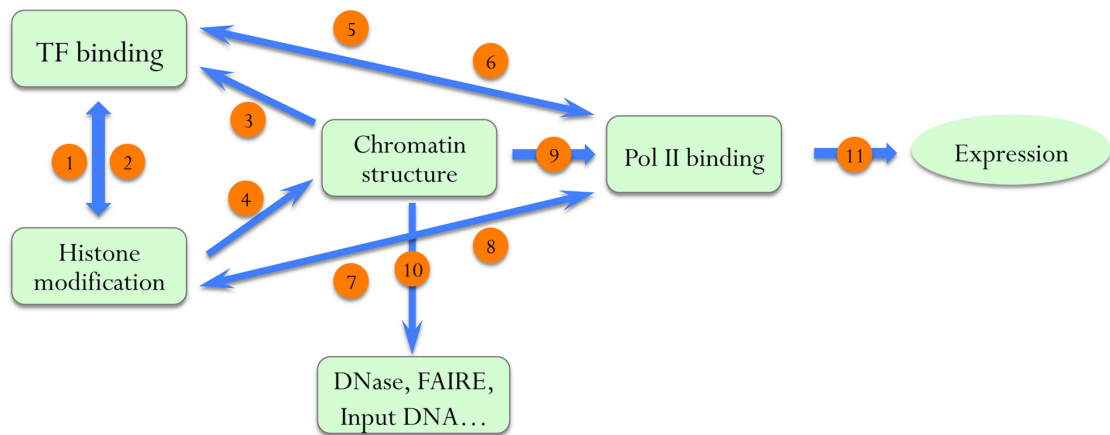 TF binding
5
6
3
Chromatin
structure
9
Pol II binding
11
Expression
1
2
4
Histone
modification
8
7
10
DNase, FAIRE,
Input DNA…